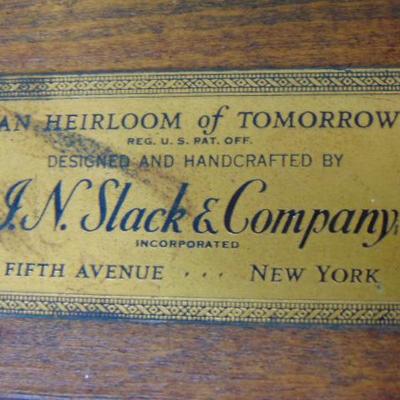 AN HEIRLOOM of TOMORROW
REG. U. S. PAT. OFF.
DESIGNED AND HANDCRAFTED BY
J. N. Slack & Company,
INCORPORATED
FIFTH AVENUE . . . NEW YORK